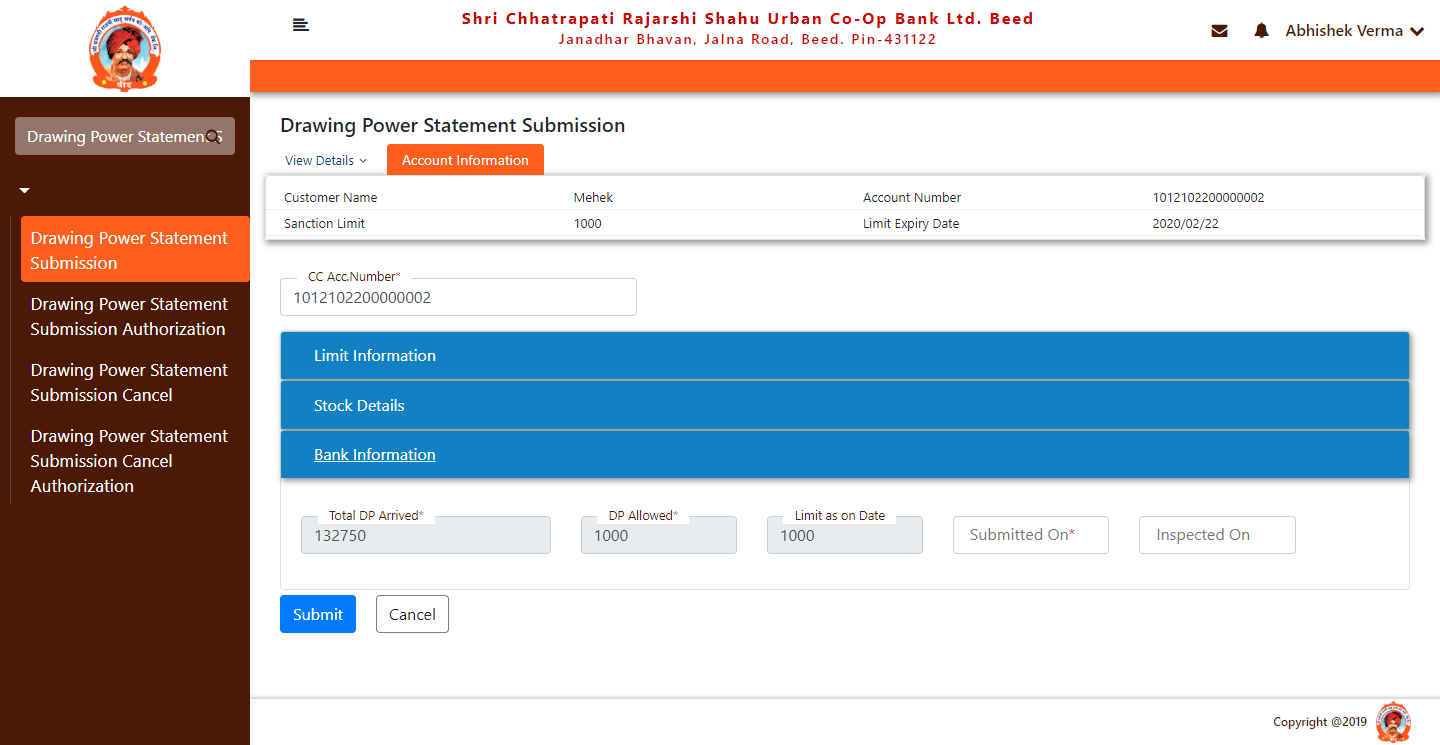 Shri Chhatrapati Rajarshi Shahu Urban Co-Op Bank Ltd. Beed
Janadhar Bhavan, Jalna Road, Beed. Pin-431122
Abhishek Verma
बीड
Drawing Power Statement S
Drawing Power Statement
Submission
Drawing Power Statement
Submission Authorization
Drawing Power Statement
Submission Cancel
Drawing Power Statement
Submission Cancel
Authorization
Drawing Power Statement Submission
View Details Account Information
Customer Name Mehek Account Number 1012102200000002
Sanction Limit 1000 Limit Expiry Date 2020/02/22
CC Acc.Number*
1012102200000002
Limit Information
Stock Details
Bank Information
Total DP Arrived* DP Allowed* Limit as on Date
132750 1000 1000 Submitted On* Inspected On
Submit Cancel
Copyright @2019